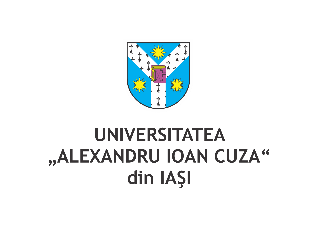 UNIVERSITATEA
„ALEXANDRU IOAN CUZA“
din IAŞI